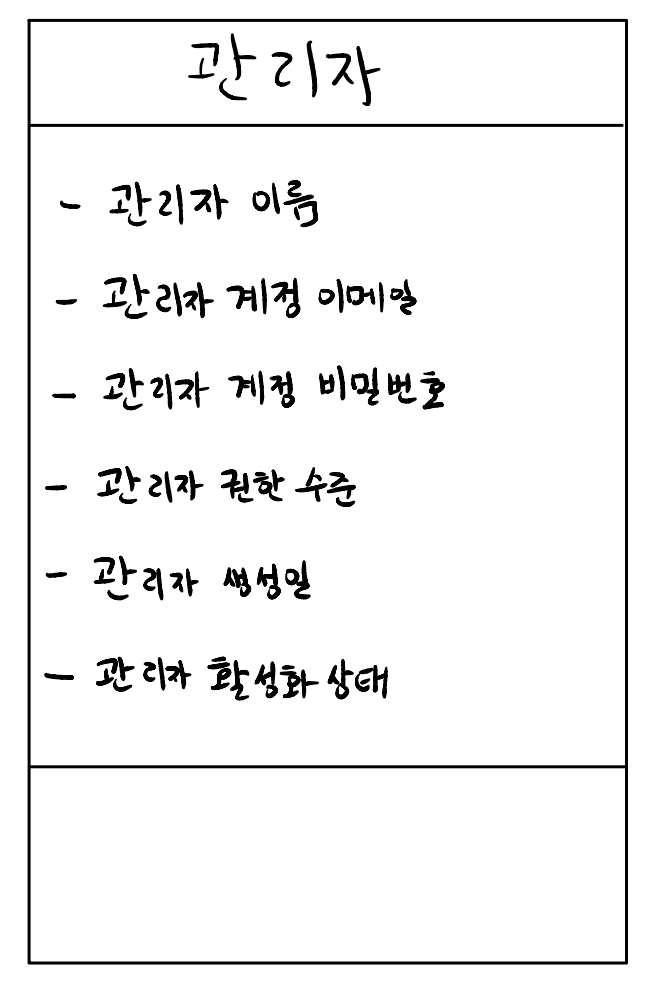 관리자
- 관리자 이름
- 관리자 계정 이메일
- 관리자 계정 비밀번호
- 관리자 권한 수준
- 관리자 생성일
- 관리자 활성화 상태